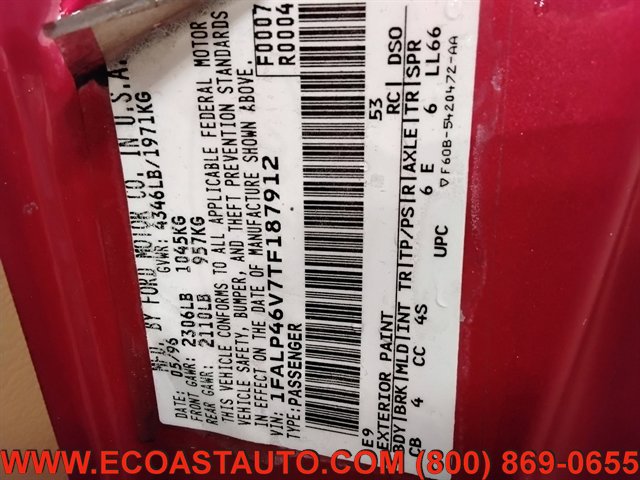 MFD. BY FORD MOTOR CO. IN U.S.A.
DATE: 05/96 GVWR: 4346LB/1971KG
FRONT GAWR: 2306LB 1045KG
REAR GAWR: 2110LB 957KG
THIS VEHICLE CONFORMS TO ALL APPLICABLE FEDERAL MOTOR
VEHICLE SAFETY, BUMPER, AND THEFT PREVENTION STANDARDS
IN EFFECT ON THE DATE OF MANUFACTURE SHOWN ABOVE.
VIN: 1FALP46V7TF187912 F0007
PASSENGER R0004
E9 53
EXTERIOR PAINT RC DSO
BDY BRK MLD INT TR TP/PS R AXLE TR SPR
CB 4 CC 4S 6 E 6 LL66
UPC ▽F60B-5420472-AA
WWW.ECOASTAUTO.COM (800) 869-0655